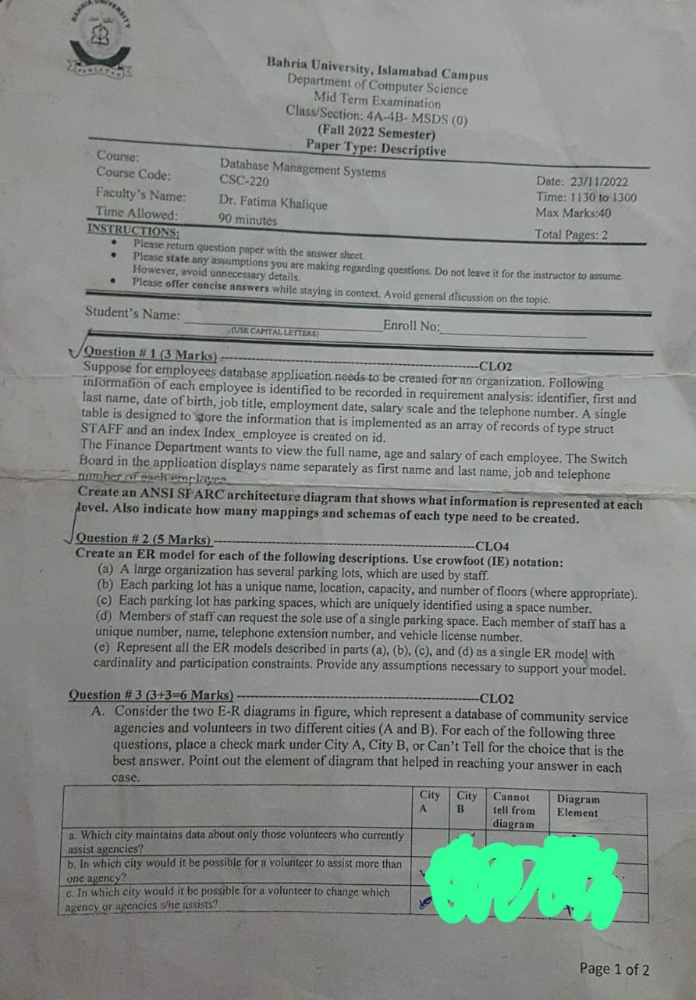 BAHRIA UNIVERSITY
PAKISTAN
Bahria University, Islamabad Campus
Department of Computer Science
Mid Term Examination
Class/Section: 4A-4B- MSDS (0)
(Fall 2022 Semester)
Paper Type: Descriptive
Course: Database Management Systems
Course Code: CSC-220 Date: 23/11/2022
Faculty's Name: Dr. Fatima Khalique Time: 1130 to 1300
Time Allowed: 90 minutes Max Marks:40
INSTRUCTIONS: Total Pages: 2
• Please return question paper with the answer sheet.
• Please state any assumptions you are making regarding questions. Do not leave it for the instructor to assume.
However, avoid unnecessary details.
• Please offer concise answers while staying in context. Avoid general discussion on the topic.
Student's Name: Enroll No:
(USE CAPITAL LETTERS)
Question # 1 (3 Marks) ---CLO2
Suppose for employees database application needs to be created for an organization. Following
information of each employee is identified to be recorded in requirement analysis: identifier, first and
last name, date of birth, job title, employment date, salary scale and the telephone number. A single
table is designed to store the information that is implemented as an array of records of type struct
STAFF and an index Index_employee is created on id.
The Finance Department wants to view the full name, age and salary of each employee. The Switch
Board in the application displays name separately as first name and last name, job and telephone
number of each employee
Create an ANSI SPARC architecture diagram that shows what information is represented at each
level. Also indicate how many mappings and schemas of each type need to be created.
Question # 2 (5 Marks) ---CLO4
Create an ER model for each of the following descriptions. Use crowfoot (IE) notation:
(a) A large organization has several parking lots, which are used by staff.
(b) Each parking lot has a unique name, location, capacity, and number of floors (where appropriate).
(c) Each parking lot has parking spaces, which are uniquely identified using a space number.
(d) Members of staff can request the sole use of a single parking space. Each member of staff has a
unique number, name, telephone extension number, and vehicle license number.
(e) Represent all the ER models described in parts (a), (b), (c), and (d) as a single ER model with
cardinality and participation constraints. Provide any assumptions necessary to support your model.
Question # 3 (3+3=6 Marks) ---CLO2
A. Consider the two E-R diagrams in figure, which represent a database of community service
agencies and volunteers in two different cities (A and B). For each of the following three
questions, place a check mark under City A, City B, or Can't Tell for the choice that is the
best answer. Point out the element of diagram that helped in reaching your answer in each
case.
City City Cannot Diagram
A B tell from Element
diagram
a. Which city maintains data about only those volunteers who currently
assist agencies?
b. In which city would it be possible for a volunteer to assist more than
one agency?
c. In which city would it be possible for a volunteer to change which
agency or agencies s/he assists?
Page 1 of 2